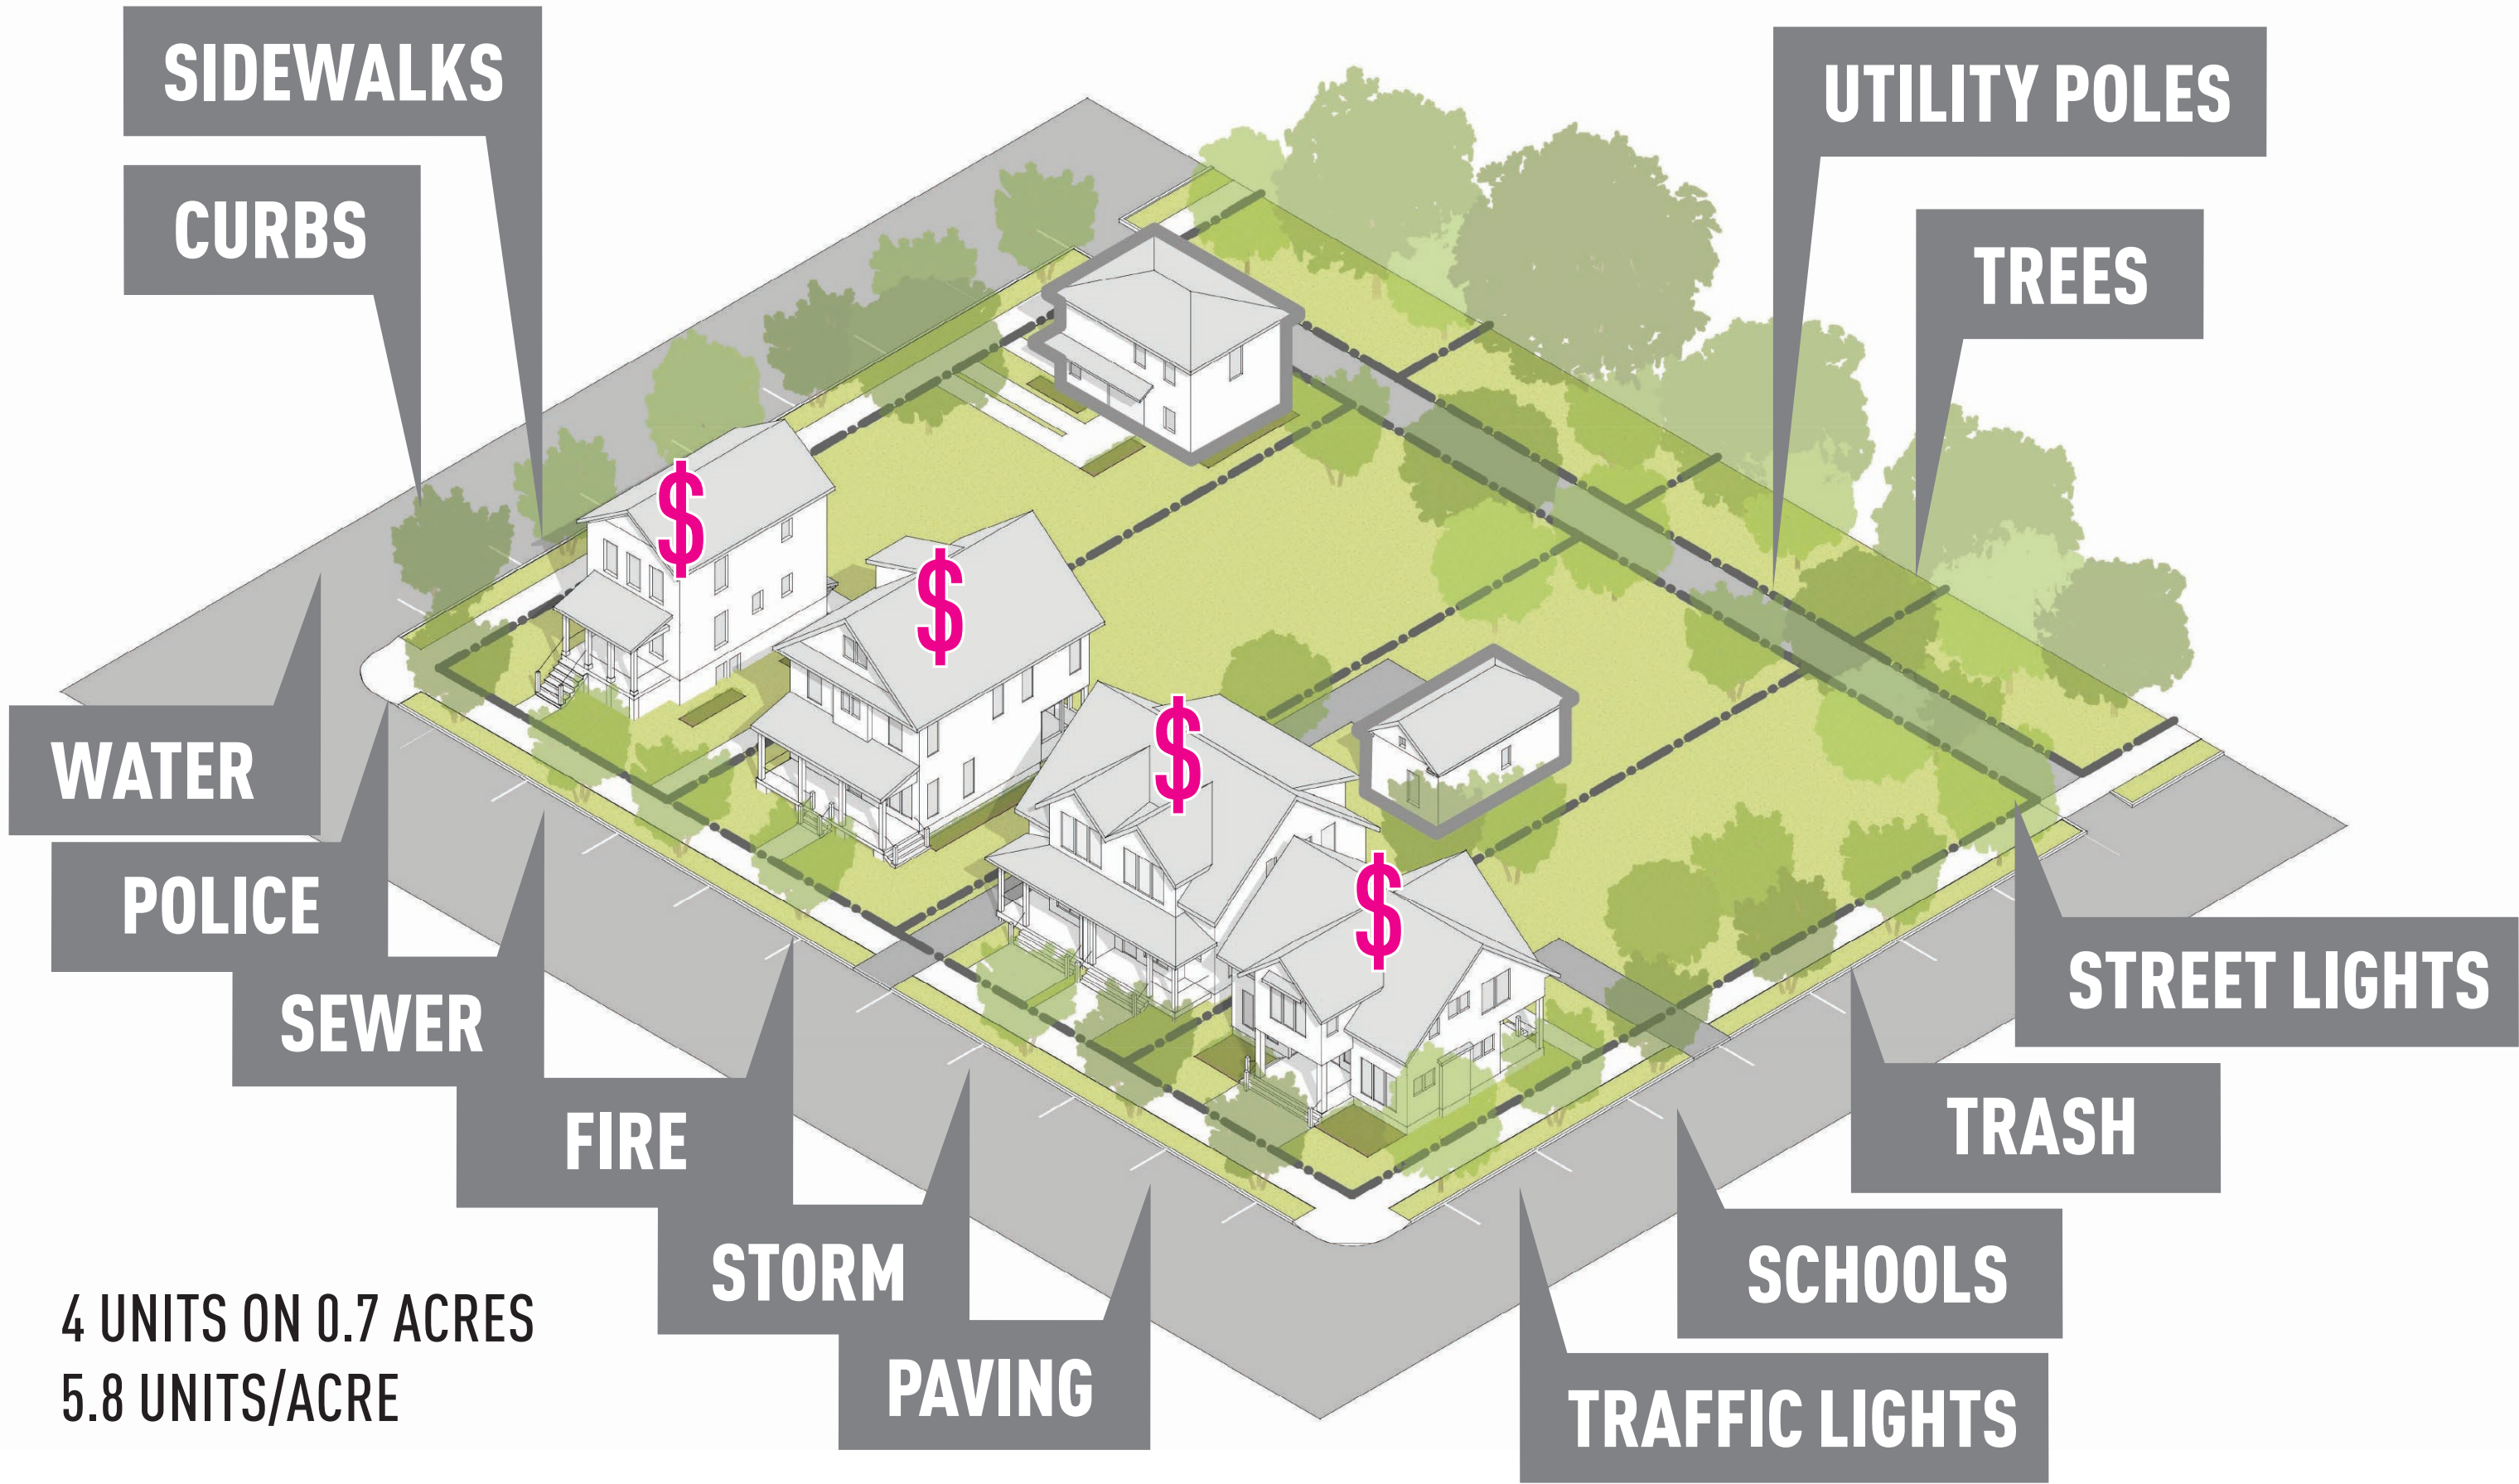 SIDEWALKS
UTILITY POLES
CURBS
TREES
$
$
$
$
WATER
POLICE
SEWER
FIRE
STORM
PAVING
STREET LIGHTS
TRASH
SCHOOLS
TRAFFIC LIGHTS
4 UNITS ON 0.7 ACRES
5.8 UNITS/ACRE